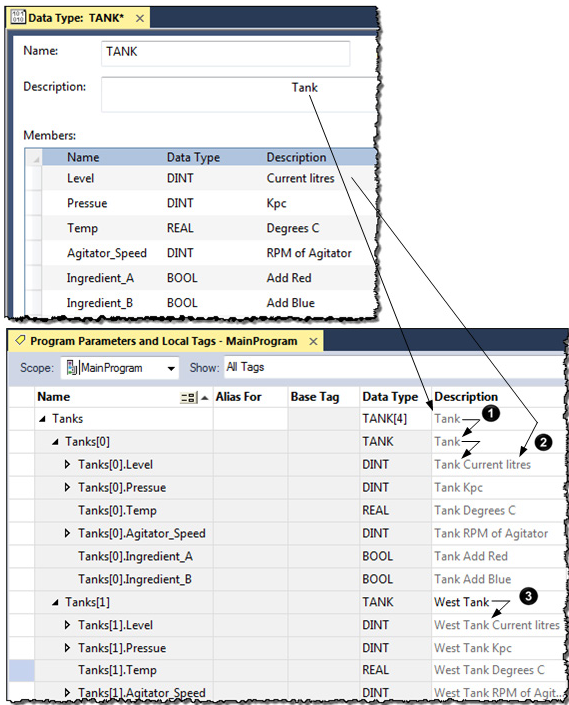 Data Type: TANK* ×
Name: TANK
Description: Tank
Members:
Name Data Type Description
Level DINT Current litres
Pressue DINT Kpc
Temp REAL Degrees C
Agitator_Speed DINT RPM of Agitator
Ingredient_A BOOL Add Red
Ingredient_B BOOL Add Blue
Program Parameters and Local Tags - MainProgram ×
Scope: MainProgram Show: All Tags
Name Alias For Base Tag Data Type Description
Tanks TANK[4] Tank 1
Tanks[0] TANK Tank 2
Tanks[0].Level DINT Tank Current litres
Tanks[0].Pressue DINT Tank Kpc
Tanks[0].Temp REAL Tank Degrees C
Tanks[0].Agitator_Speed DINT Tank RPM of Agitator
Tanks[0].Ingredient_A BOOL Tank Add Red
Tanks[0].Ingredient_B BOOL Tank Add Blue
Tanks[1] TANK West Tank 3
Tanks[1].Level DINT West Tank Current litres
Tanks[1].Pressue DINT West Tank Kpc
Tanks[1].Temp REAL West Tank Degrees C
Tanks[1].Agitator_Speed DINT West Tank RPM of Agit...